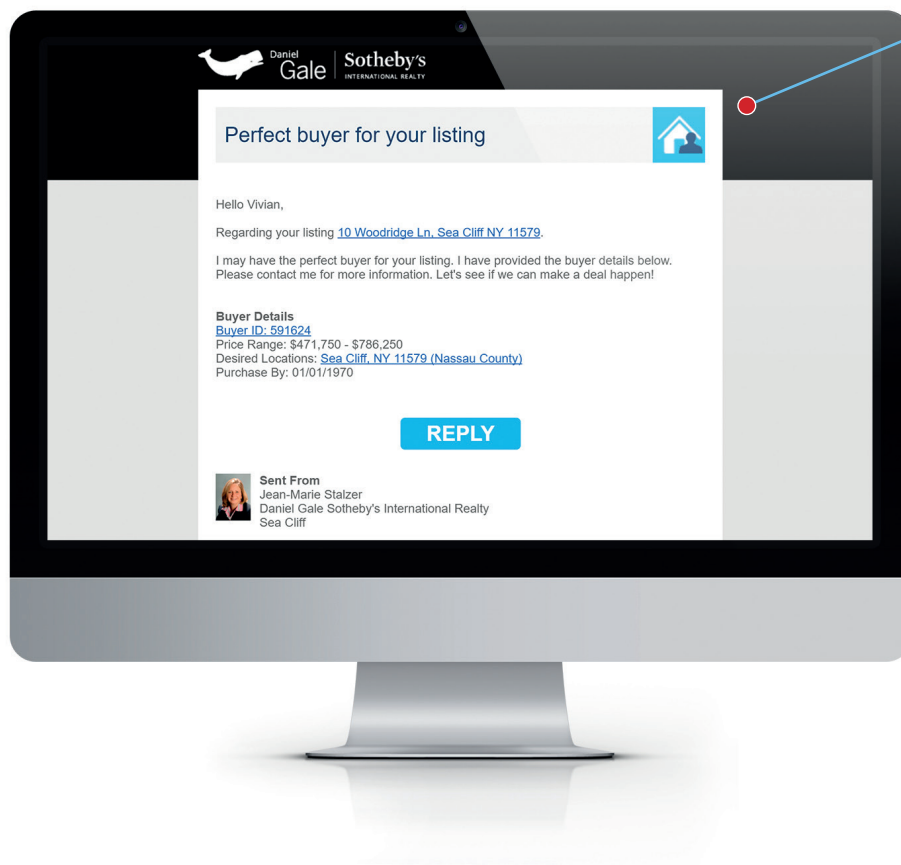 Daniel
Gale
Sotheby's
INTERNATIONAL REALTY
Perfect buyer for your listing
Hello Vivian,
Regarding your listing 10 Woodridge Ln, Sea Cliff NY 11579.
I may have the perfect buyer for your listing. I have provided the buyer details below.
Please contact me for more information. Let's see if we can make a deal happen!
Buyer Details
Buyer ID: 591624
Price Range: $471,750 - $786,250
Desired Locations: Sea Cliff, NY 11579 (Nassau County)
Purchase By: 01/01/1970
REPLY
Sent From
Jean-Marie Stalzer
Daniel Gale Sotheby's International Realty
Sea Cliff